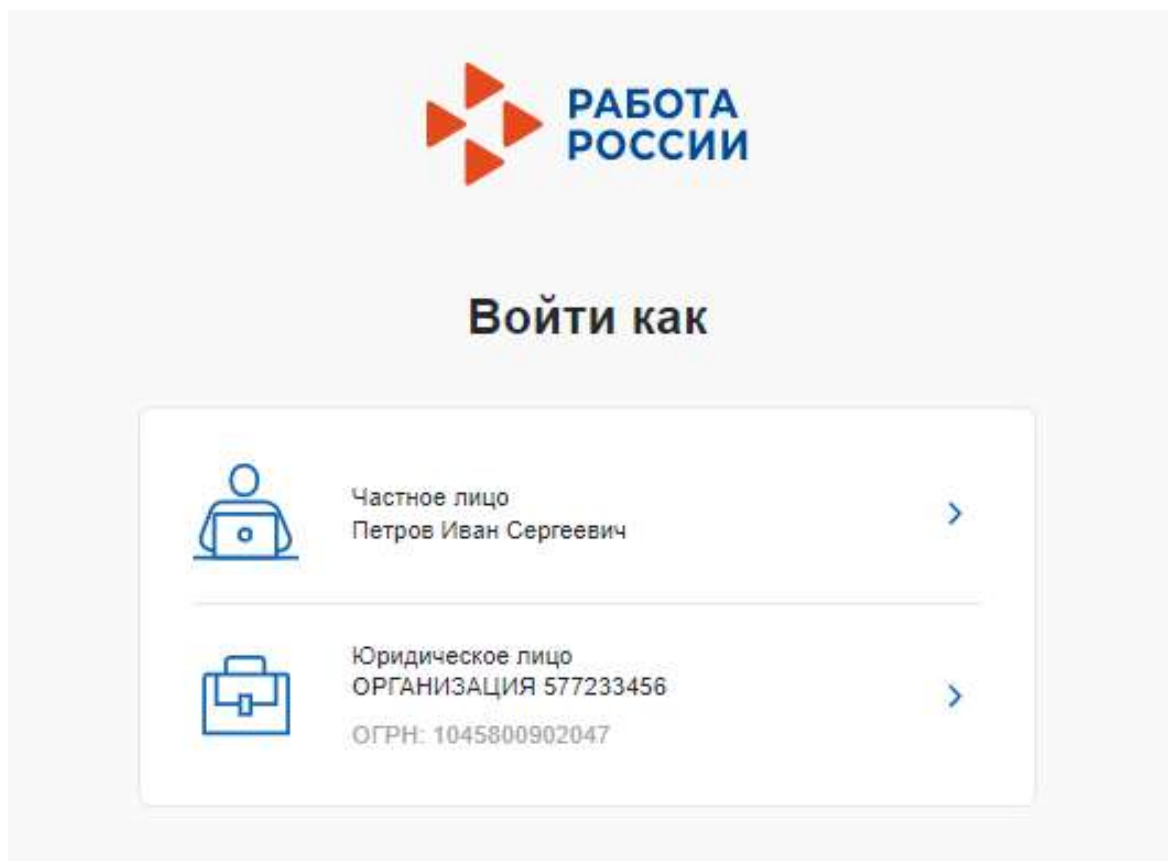 РАБОТА
РОССИИ
Войти как
Частное лицо
Петров Иван Сергеевич
Юридическое лицо
ОРГАНИЗАЦИЯ 577233456
ОГРН: 1045800902047